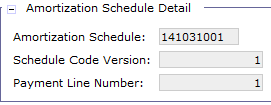 Amortization Schedule Detail
Amortization Schedule: 141031001
Schedule Code Version: 1
Payment Line Number: 1